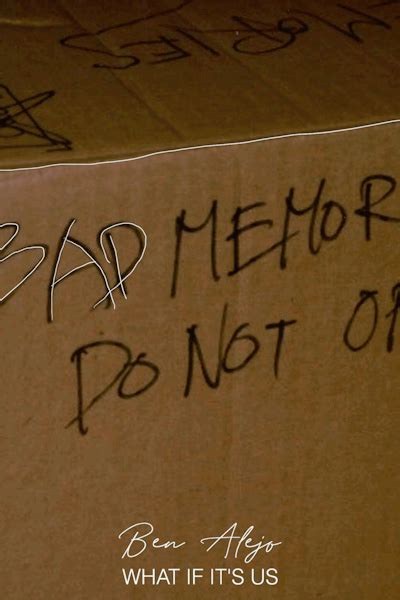 BAD MEMOR
DO NOT OP
Ben Alejo
WHAT IF IT'S US